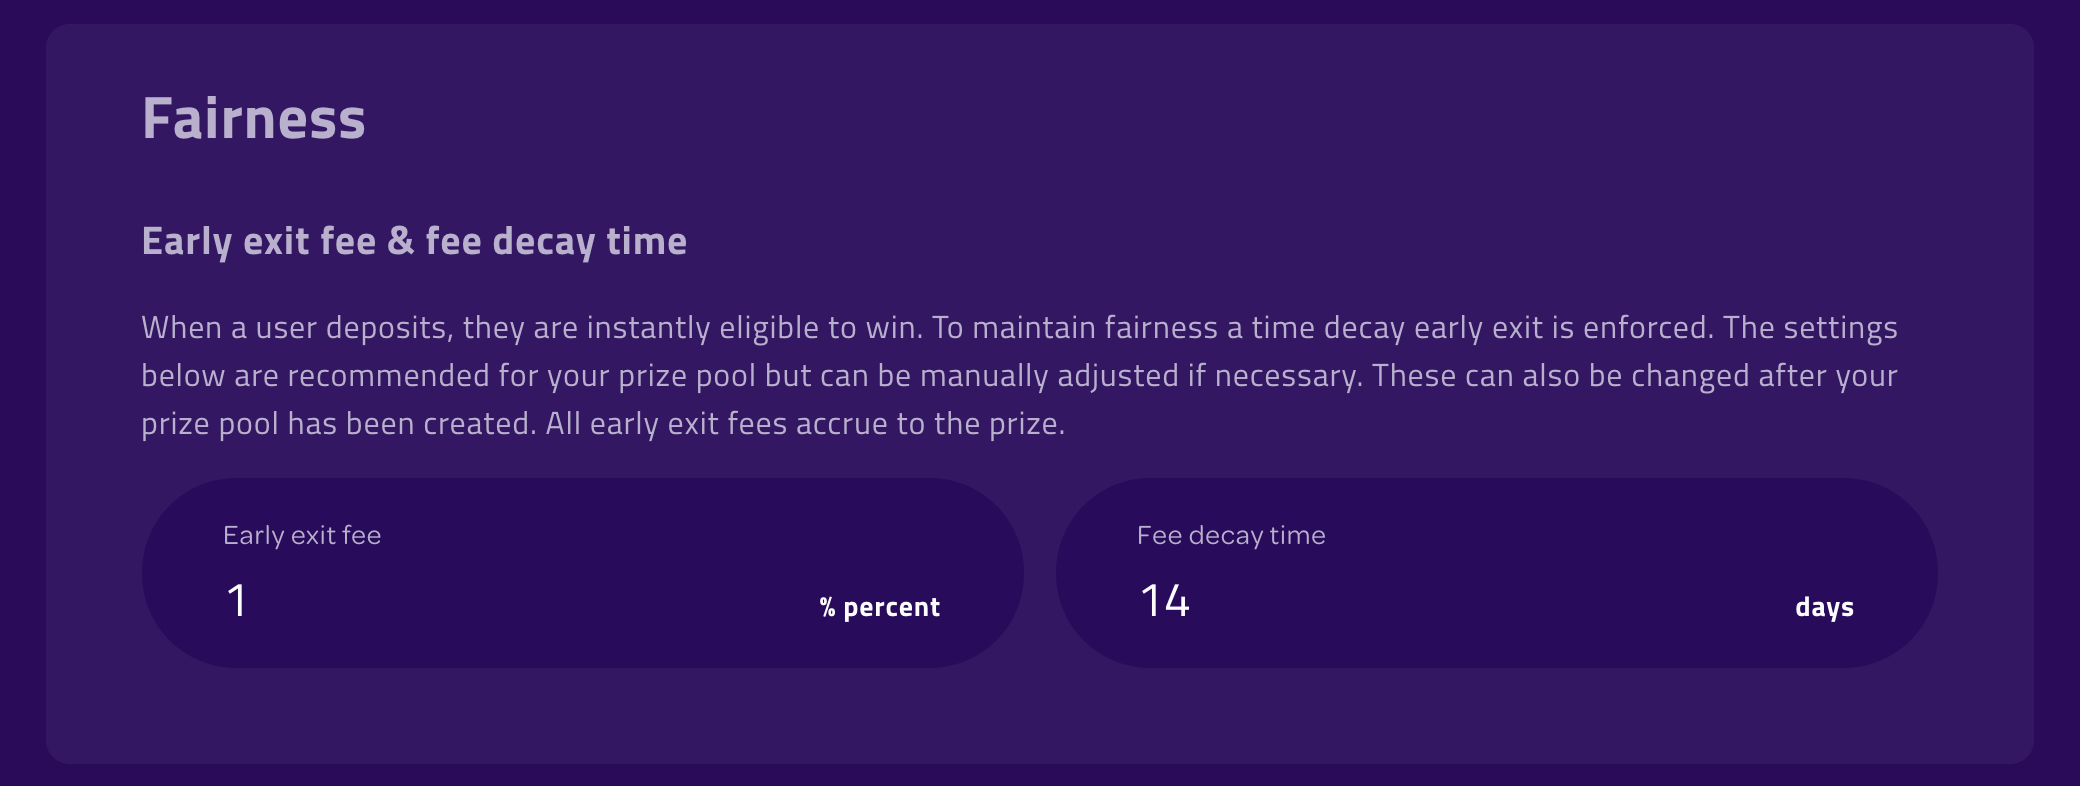 Fairness
Early exit fee & fee decay time
When a user deposits, they are instantly eligible to win. To maintain fairness a time decay early exit is enforced. The settings
below are recommended for your prize pool but can be manually adjusted if necessary. These can also be changed after your
prize pool has been created. All early exit fees accrue to the prize.
Early exit fee
1 % percent
Fee decay time
14 days